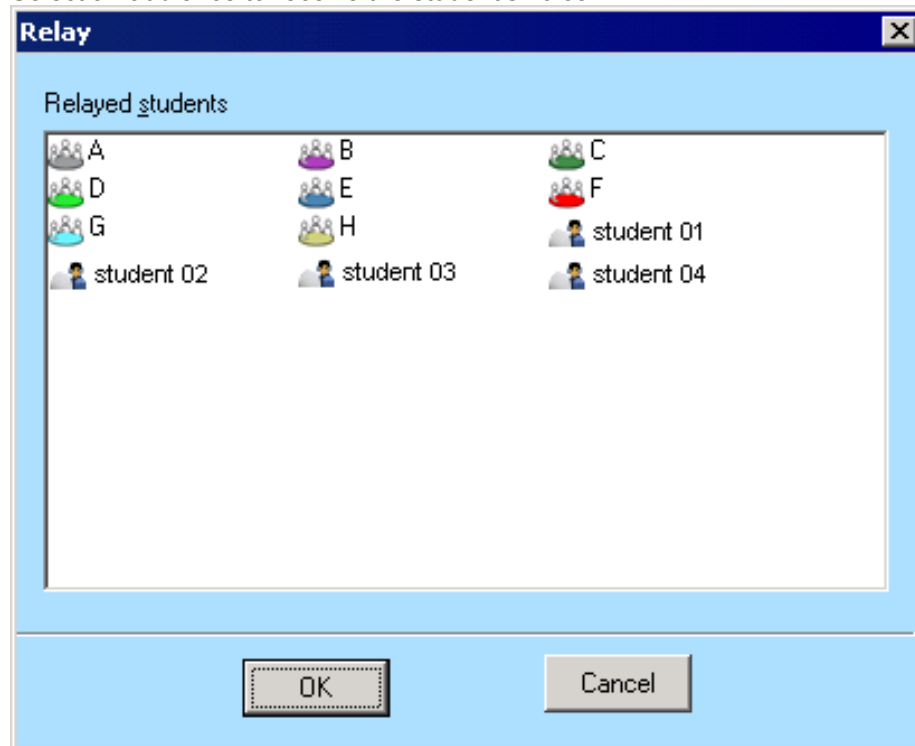 Relay
Relayed students
A B C
D E F
G H student 01
student 02 student 03 student 04
OK Cancel